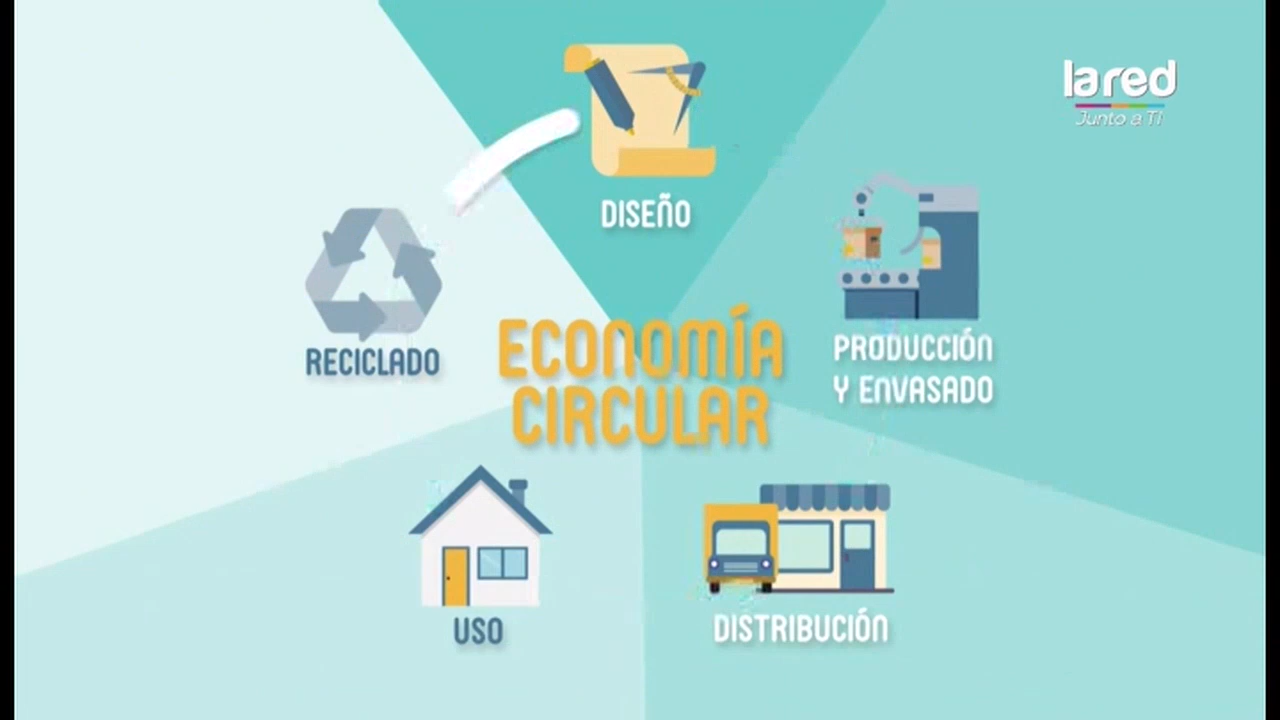 lared
Junto a Ti
DISEÑO
PRODUCCIÓN
Y ENVASADO
RECICLADO
ECONOMÍA
CIRCULAR
USO
DISTRIBUCIÓN